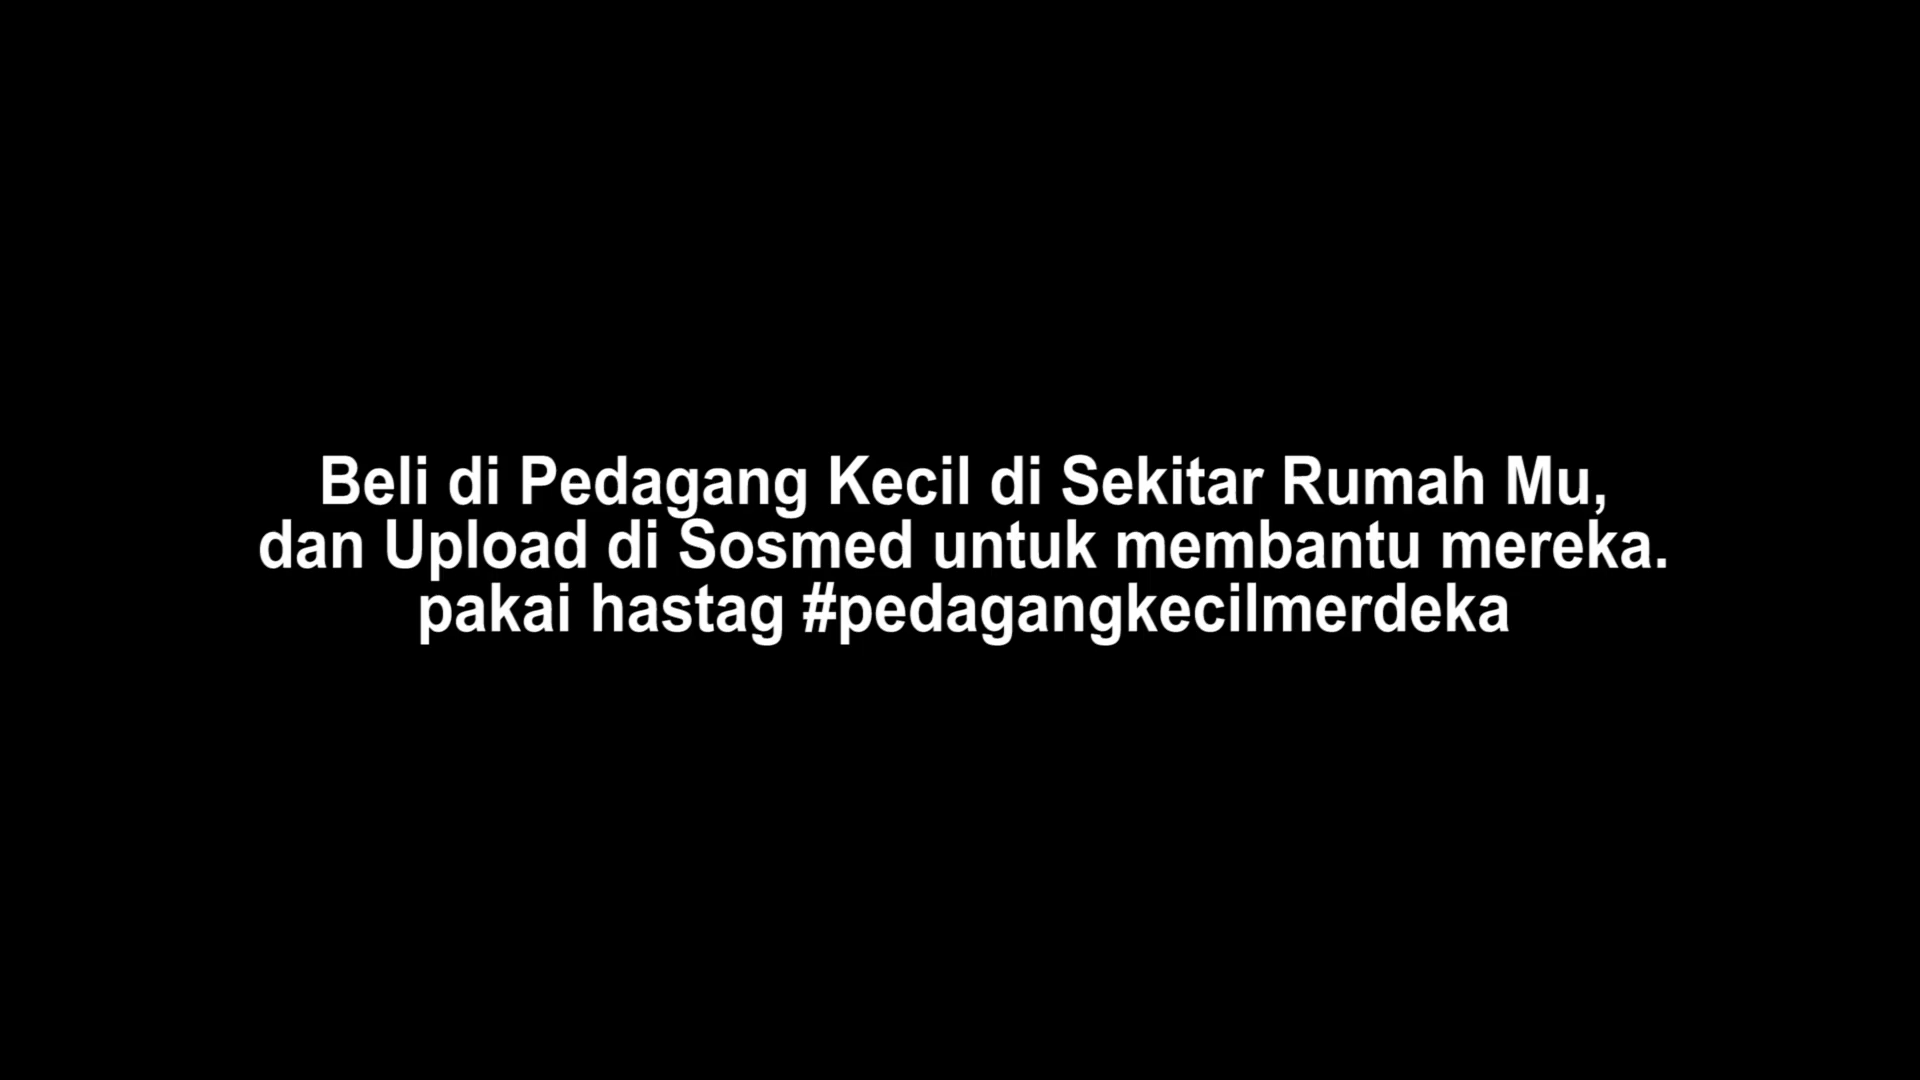 Beli di Pedagang Kecil di Sekitar Rumah Mu,
dan Upload di Sosmed untuk membantu mereka.
pakai hastag #pedagangkecilmerdeka